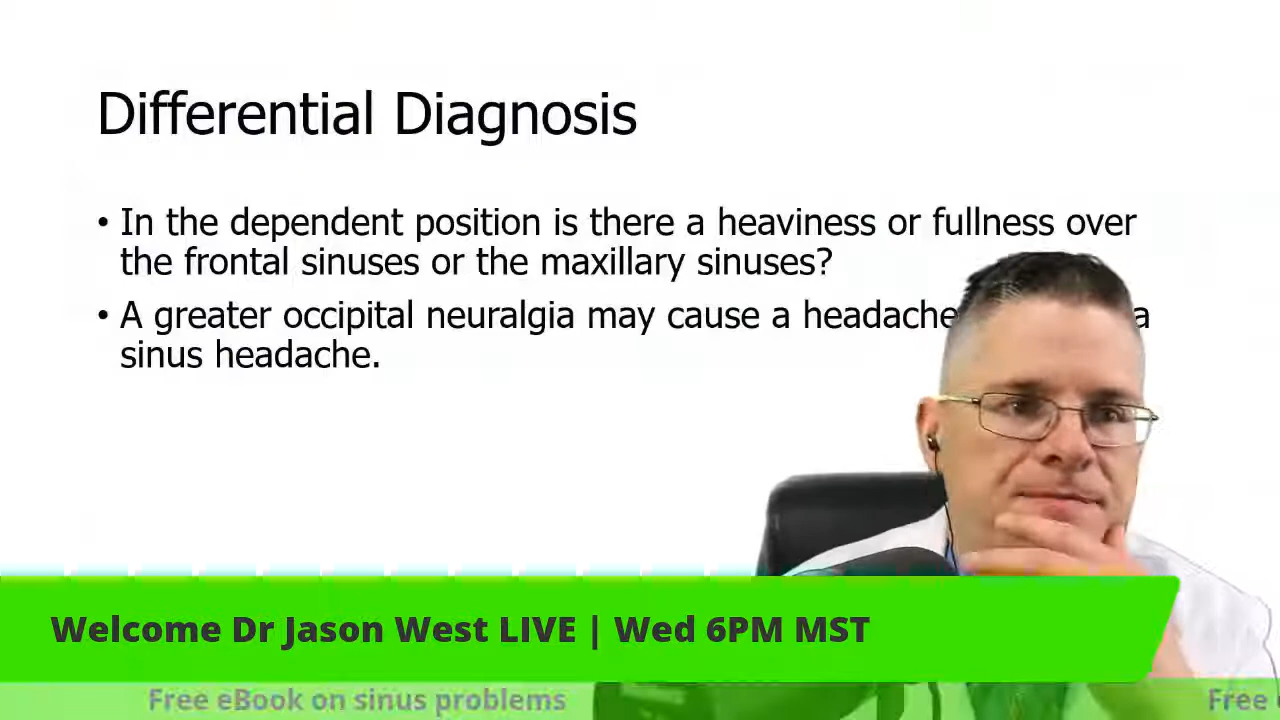 Differential Diagnosis
• In the dependent position is there a heaviness or fullness over
the frontal sinuses or the maxillary sinuses?
• A greater occipital neuralgia may cause a headache a
sinus headache.
Welcome Dr Jason West LIVE | Wed 6PM MST
Free eBook on sinus problems Free